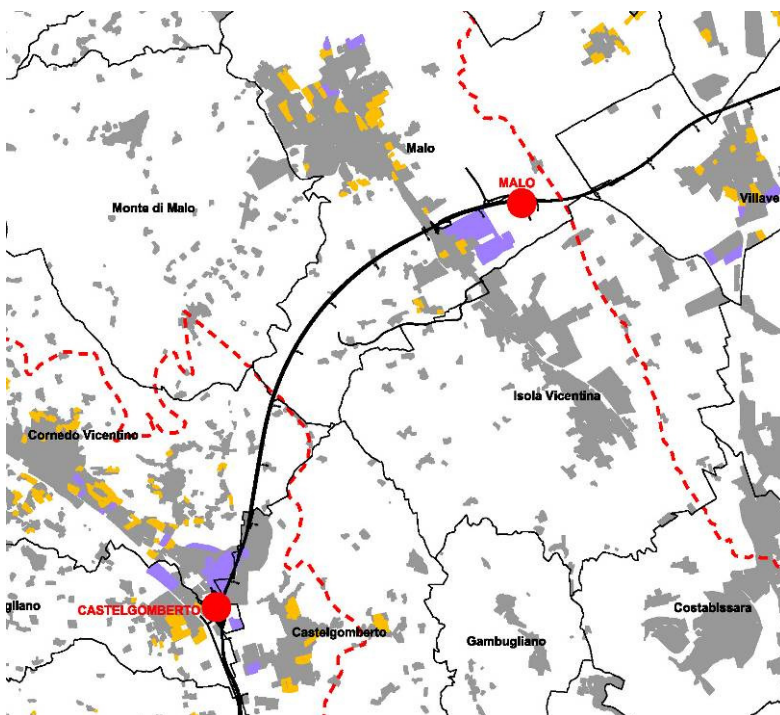 Malo
MALO
Monte di Malo
Villave
Isola Vicentina
Cornedo Vicentino
gliano
CASTELGOMBERTO
Castelgomberto
Gambugliano
Costabissara